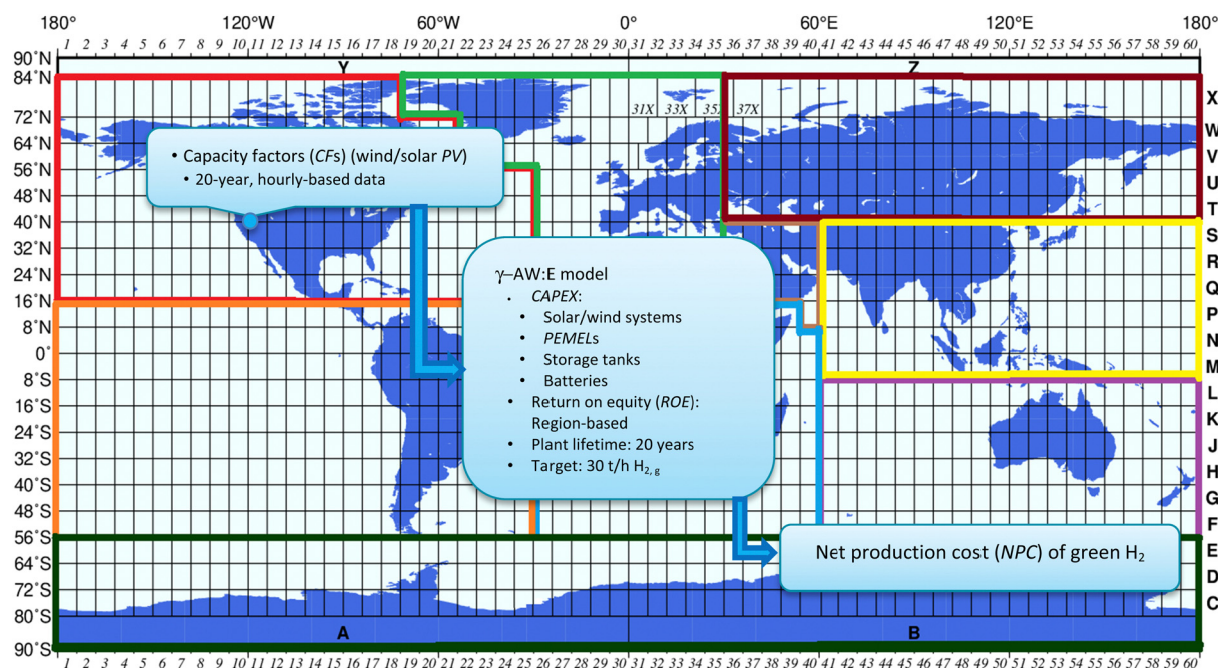 180° 120°W 60°W 0° 60°E 120°E 180°
1 2 3 4 5 6 7 8 9 10 11 12 13 14 15 16 17 18 19 20 21 22 23 24 25 26 27 28 29 30 31 32 33 34 35 36 37 38 39 40 41 42 43 44 45 46 47 48 49 50 51 52 53 54 55 56 57 58 59 60
90°N
Y Z
84°N
X
31X 33X 35X 37X
72°N
W
64°N
V
56°N
U
48°N
T
40°N
S
32°N
R
24°N
Q
16°N
P
8°N
N
0°
M
8°S
L
16°S
K
24°S
J
32°S
H
40°S
G
48°S
F
56°S
E
64°S
D
72°S
C
80°S
A B
90°S
1 2 3 4 5 6 7 8 9 10 11 12 13 14 15 16 17 18 19 20 21 22 23 24 25 26 27 28 29 30 31 32 33 34 35 36 37 38 39 40 41 42 43 44 45 46 47 48 49 50 51 52 53 54 55 56 57 58 59 60
• Capacity factors (CFs) (wind/solar PV)
• 20-year, hourly-based data
γ–AW:E model
• CAPEX:
• Solar/wind systems
• PEMELs
• Storage tanks
• Batteries
• Return on equity (ROE):
Region-based
• Plant lifetime: 20 years
• Target: 30 t/h H2, g
Net production cost (NPC) of green H2